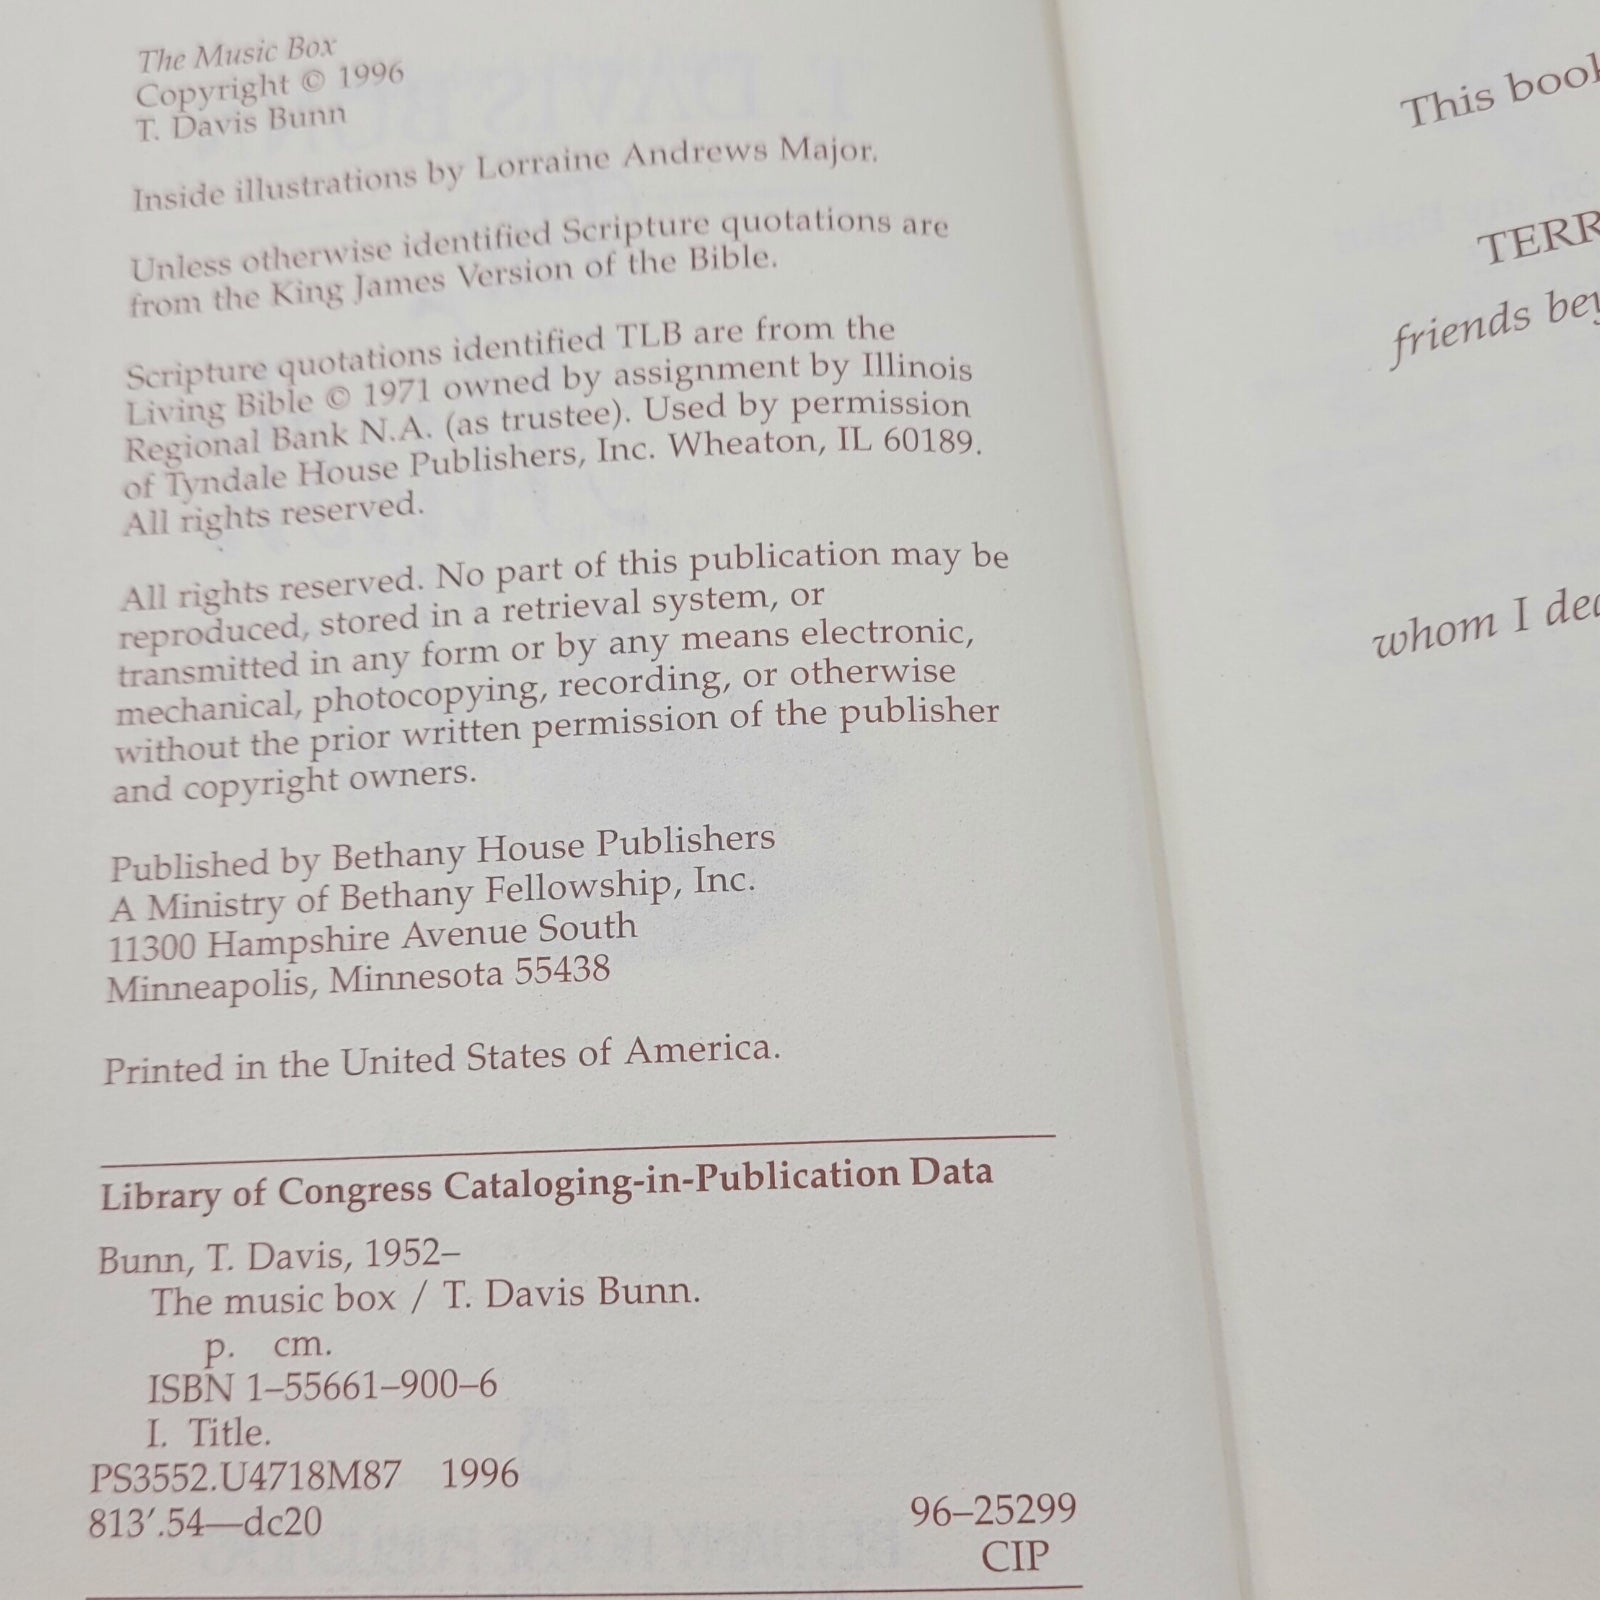 The Music Box
Copyright © 1996
T. Davis Bunn
Inside illustrations by Lorraine Andrews Major.
Unless otherwise identified Scripture quotations are
from the King James Version of the Bible.
Scripture quotations identified TLB are from the
Living Bible © 1971 owned by assignment by Illinois
Regional Bank N.A. (as trustee). Used by permission
of Tyndale House Publishers, Inc. Wheaton, IL 60189.
All rights reserved.
All rights reserved. No part of this publication may be
reproduced, stored in a retrieval system, or
transmitted in any form or by any means electronic,
mechanical, photocopying, recording, or otherwise
without the prior written permission of the publisher
and copyright owners.
Published by Bethany House Publishers
A Ministry of Bethany Fellowship, Inc.
11300 Hampshire Avenue South
Minneapolis, Minnesota 55438
Printed in the United States of America.
Library of Congress Cataloging-in-Publication Data
Bunn, T. Davis, 1952–
The music box / T. Davis Bunn.
p. cm.
ISBN 1–55661–900–6
I. Title.
PS3552.U4718M87 1996
813′.54—dc20
96–25299
CIP
This book
TERR
friends bey
whom I dea